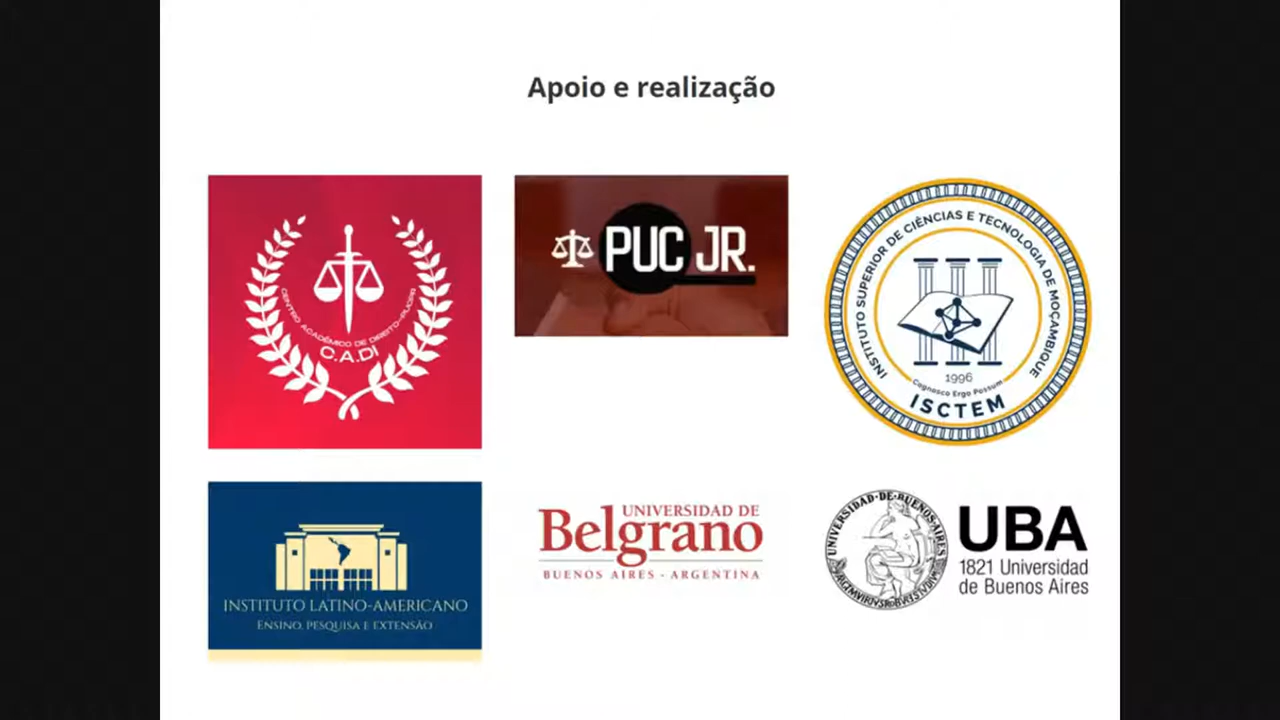 Apoio e realização
CENTRO ACADÊMICO DE DIREITO-PUCPR
C.A.DI
PUC JR.
INSTITUTO SUPERIOR DE CIÊNCIAS E TECNOLOGIA DE MOÇAMBIQUE
1996
Cognosco Ergo Possum
ISCTEM
INSTITUTO LATINO-AMERICANO
ENSINO, PESQUISA E EXTENSÃO
UNIVERSIDAD DE
Belgrano
BUENOS AIRES - ARGENTINA
UNIVERSIDAD·DE·BUENOS·AIRES
UBA
1821 Universidad
de Buenos Aires